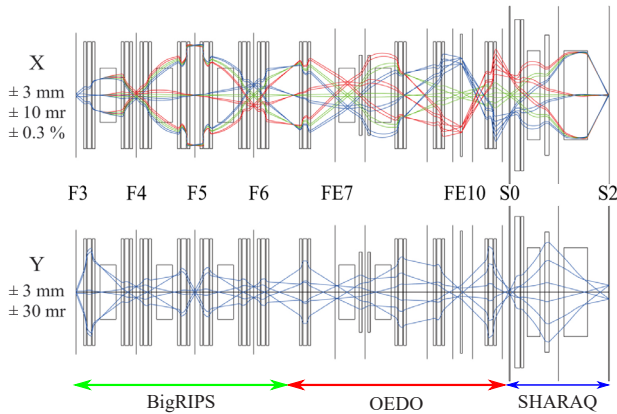 X
± 3 mm
± 10 mr
± 0.3 %
F3 F4 F5 F6 FE7 FE10 S0 S2
Y
± 3 mm
± 30 mr
BigRIPS OEDO SHARAQ